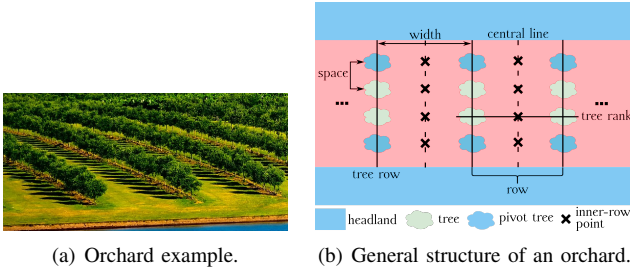 width
central line
space
...
...
tree rank
tree row
row
headland
tree
pivot tree
inner-row
point
(a) Orchard example.
(b) General structure of an orchard.